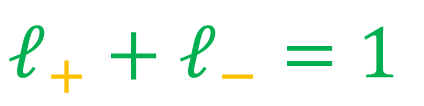 ℓ₊ + ℓ₋ = 1